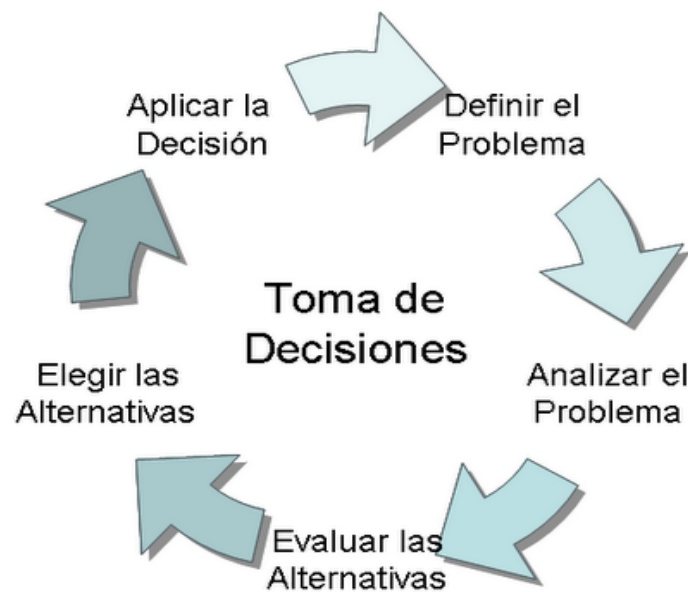 Aplicar la
Decisión
Definir el
Problema
Toma de
Decisiones
Analizar el
Problema
Evaluar las
Alternativas
Elegir las
Alternativas